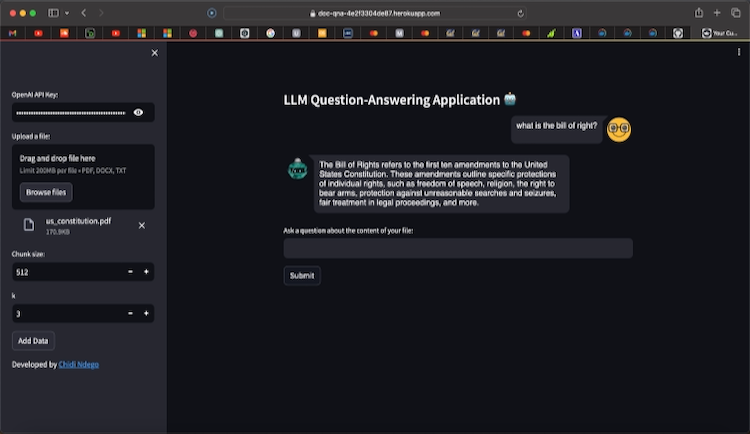 doc-qna-4e2f3304de87.herokuapp.com
Your Cu...
OpenAI API Key:
Upload a file:
Drag and drop file here
Limit 200MB per file • PDF, DOCX, TXT
Browse files
us_constitution.pdf
170.9KB
Chunk size:
512
k
3
Add Data
Developed by Chidi Ndego
LLM Question-Answering Application
what is the bill of right?
The Bill of Rights refers to the first ten amendments to the United
States Constitution. These amendments outline specific protections
of individual rights, such as freedom of speech, religion, the right to
bear arms, protection against unreasonable searches and seizures,
fair treatment in legal proceedings, and more.
Ask a question about the content of your file:
Submit